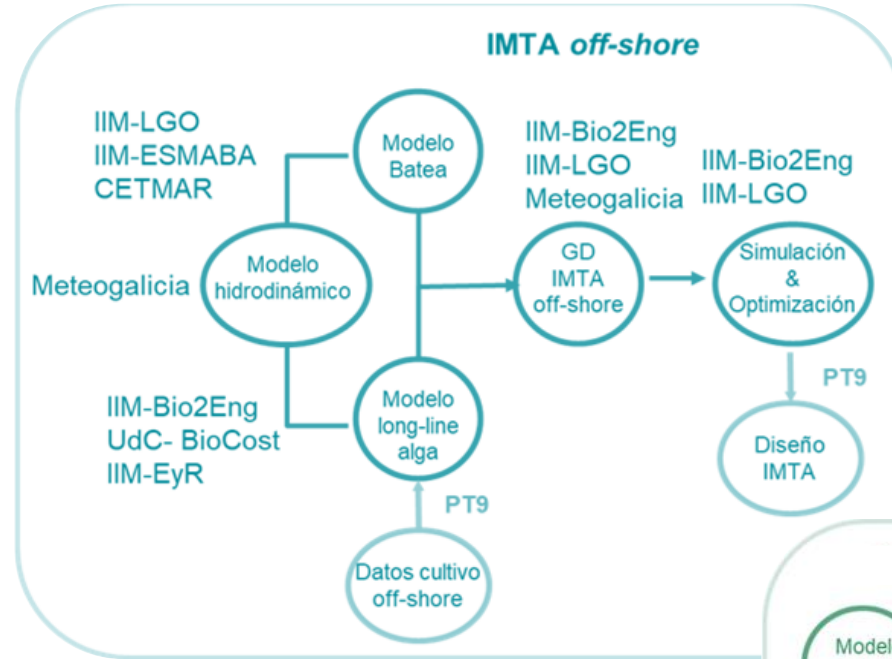 IMTA off-shore
IIM-LGO
IIM-ESMABA
CETMAR
Modelo
Batea
IIM-Bio2Eng
IIM-LGO
Meteogalicia
IIM-Bio2Eng
IIM-LGO
Meteogalicia
Modelo
hidrodinámico
GD
IMTA
off-shore
Simulación
&
Optimización
IIM-Bio2Eng
UdC- BioCost
IIM-EyR
Modelo
long-line
alga
PT9
Diseño
IMTA
PT9
Datos cultivo
off-shore